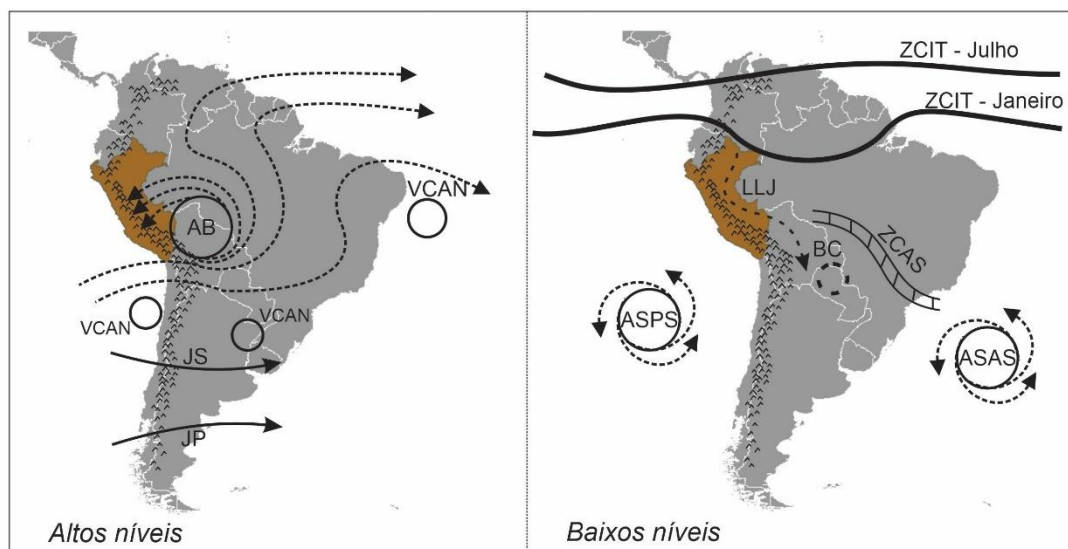 VCAN
AB
VCAN
VCAN
JS
JP
Altos níveis
ZCIT - Julho
ZCIT - Janeiro
LLJ
ZCAS
BC
ASPS
ASAS
Baixos níveis